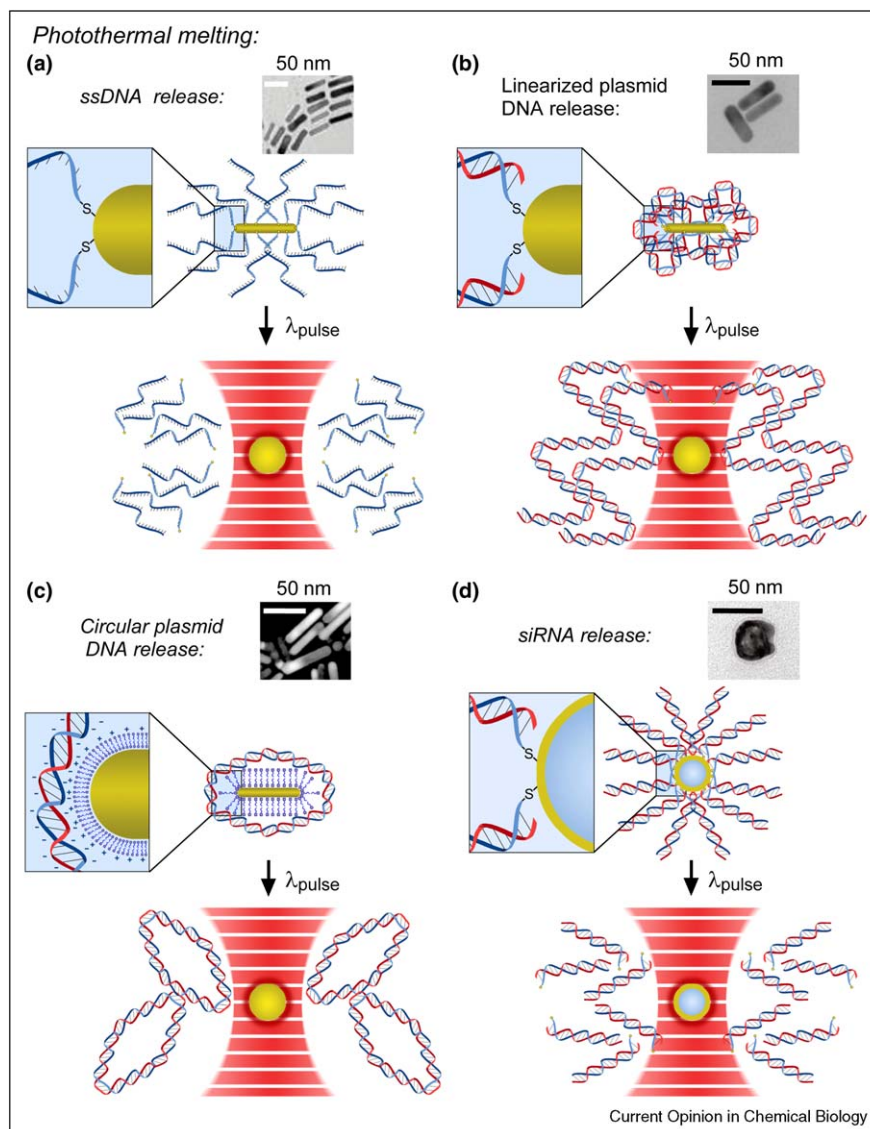 Photothermal melting:
(a)
50 nm
ssDNA release:
S
S
λpulse
(b)
50 nm
Linearized plasmid
DNA release:
S
S
λpulse
(c)
50 nm
Circular plasmid
DNA release:
λpulse
(d)
50 nm
siRNA release:
S
S
λpulse
Current Opinion in Chemical Biology